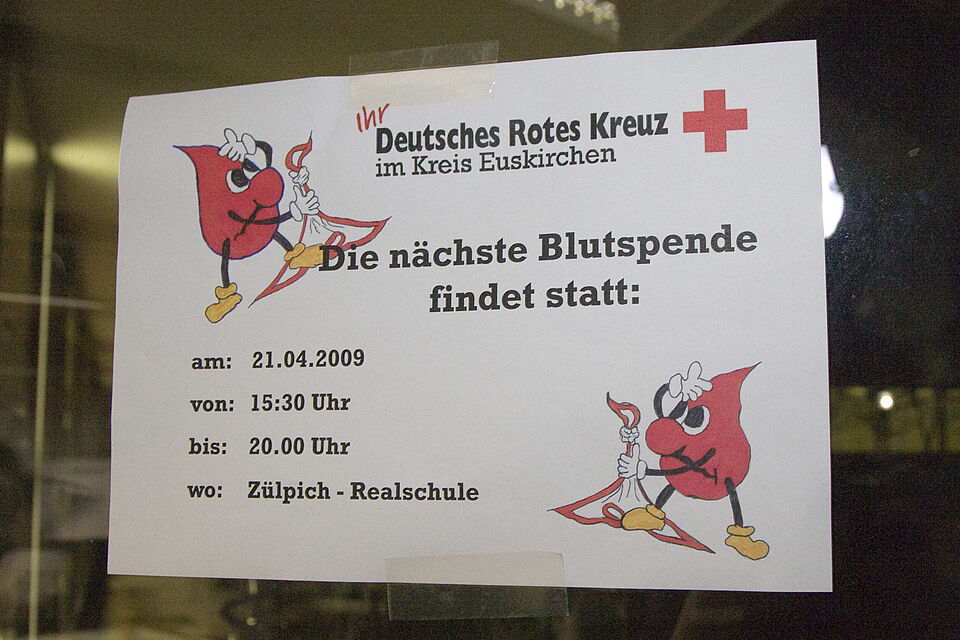 Ihr
Deutsches Rotes Kreuz
im Kreis Euskirchen
Die nächste Blutspende
findet statt:
am: 21.04.2009
von: 15:30 Uhr
bis: 20.00 Uhr
wo: Zülpich - Realschule